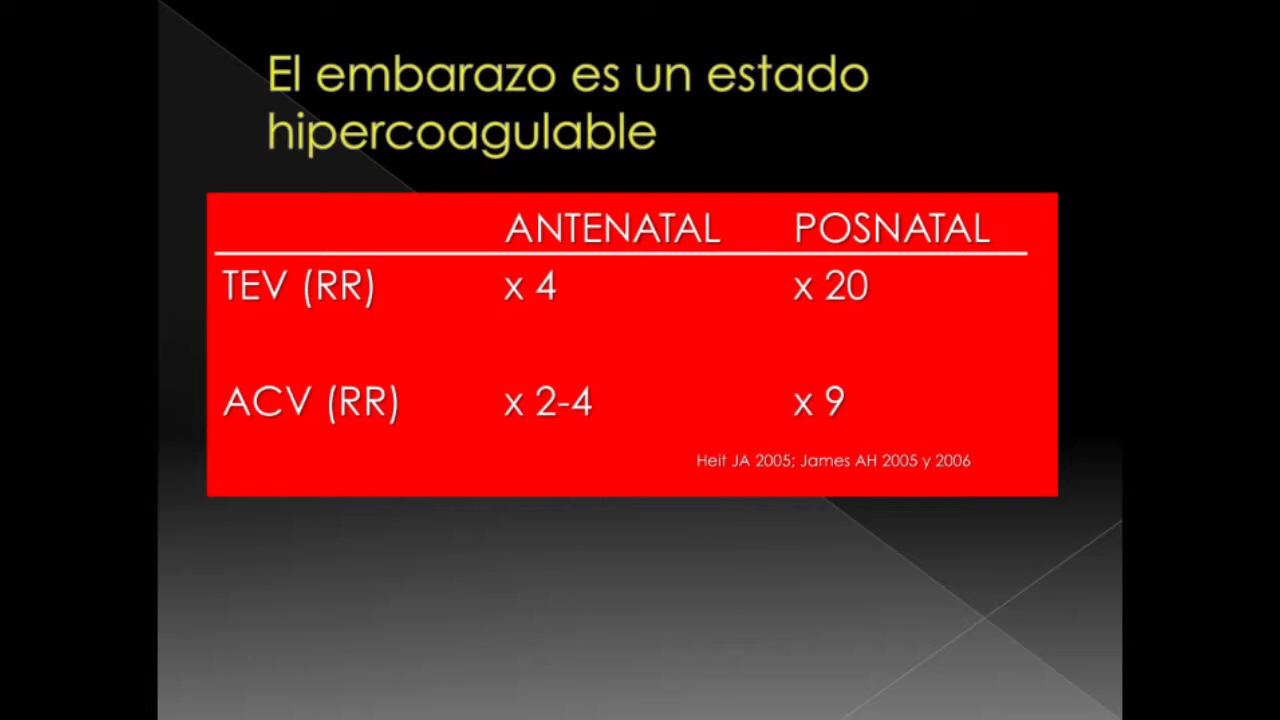 El embarazo es un estado
hipercoagulable
ANTENATAL POSNATAL
TEV (RR) x 4 x 20
ACV (RR) x 2-4 x 9
Heit JA 2005; James AH 2005 y 2006